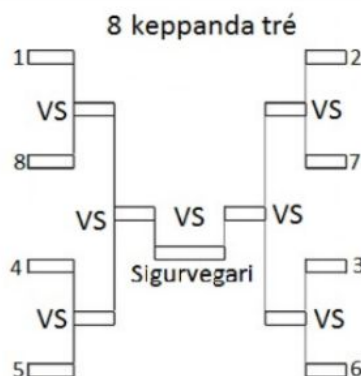 8 keppanda tré
1
2
VS
VS
8
7
VS
VS
VS
4
3
Sigurvegari
VS
VS
5
6